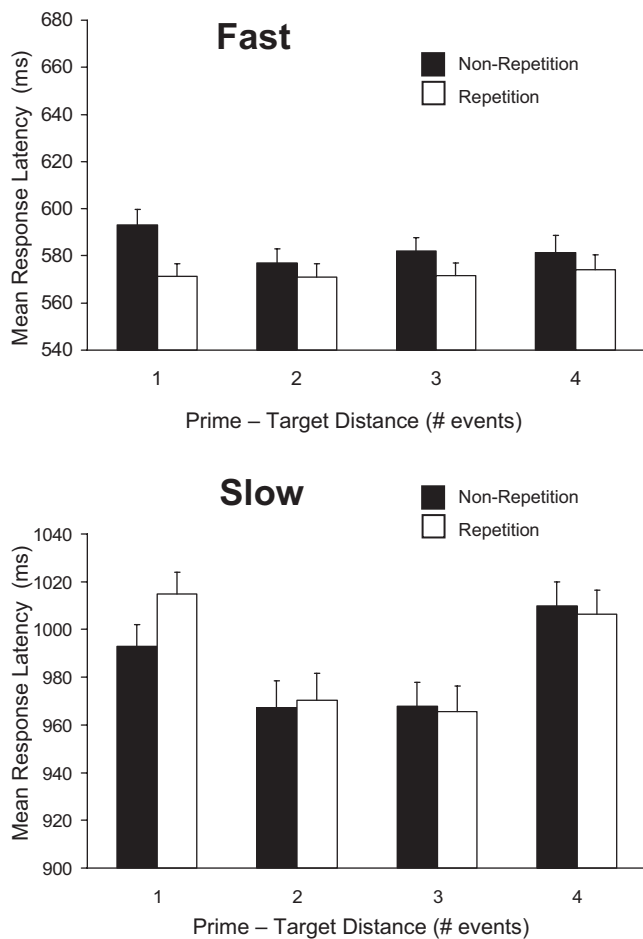 Fast
Non-Repetition
Repetition
Mean Response Latency (ms)
680
660
640
620
600
580
560
540
1 2 3 4
Prime – Target Distance (# events)
Slow
Non-Repetition
Repetition
Mean Response Latency (ms)
1040
1020
1000
980
960
940
920
900
1 2 3 4
Prime – Target Distance (# events)